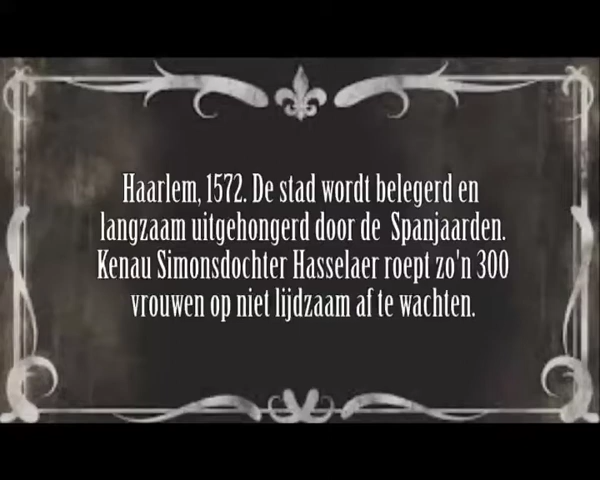 Haarlem, 1572. De stad wordt belegerd en
langzaam uitgehongerd door de Spanjaarden.
Kenau Simonsdochter Hasselaer roept zo'n 300
vrouwen op niet lijdzaam af te wachten.